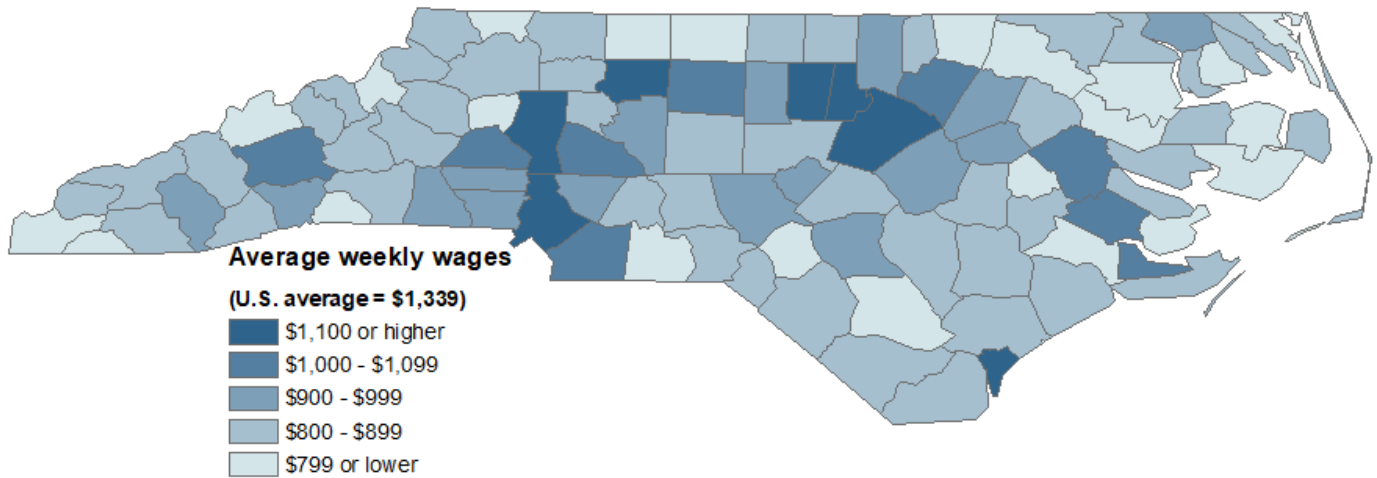 Average weekly wages
(U.S. average = $1,339)
$1,100 or higher
$1,000 - $1,099
$900 - $999
$800 - $899
$799 or lower